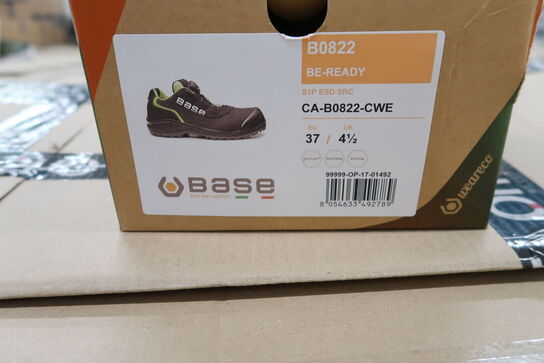 B0822
BE-READY
S1P ESD SRC
CA-B0822-CWE
EU UK
37 / 4½
99999-OP-17-01492
8 054633 492789
BASE
BASE
weareco